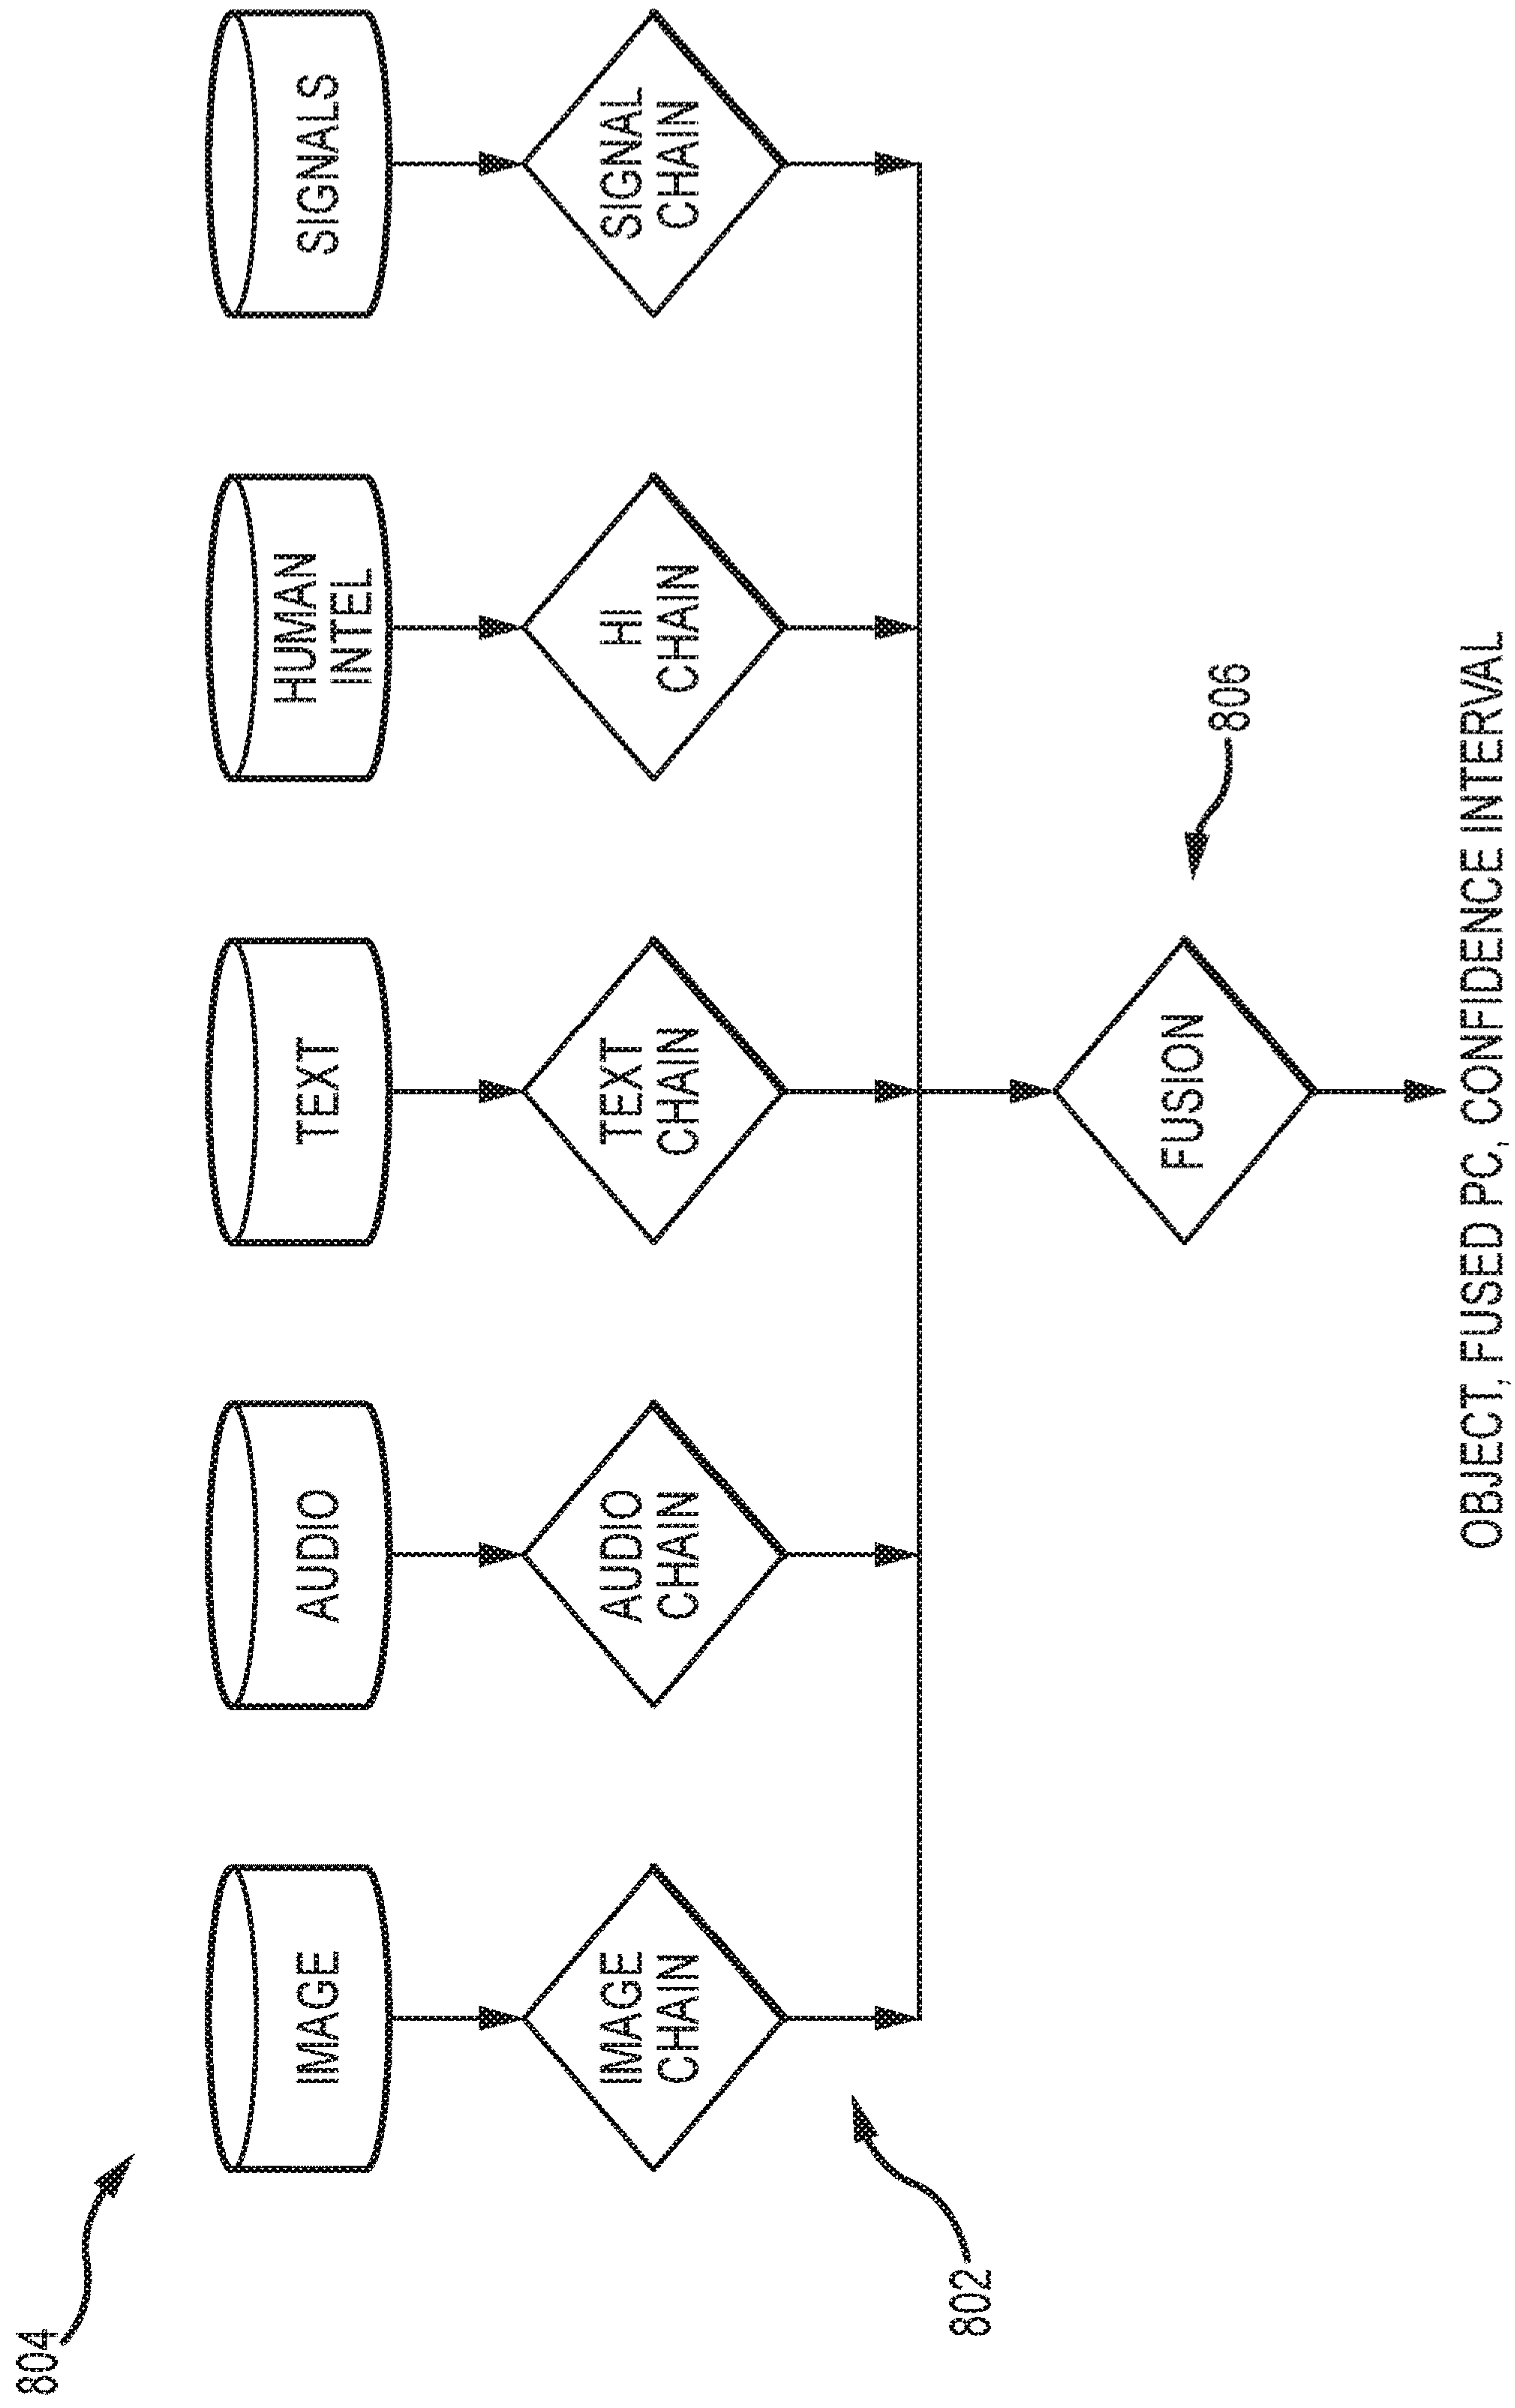 804
IMAGE
AUDIO
TEXT
HUMAN
INTEL
SIGNALS
IMAGE
CHAIN
AUDIO
CHAIN
TEXT
CHAIN
HI
CHAIN
SIGNAL
CHAIN
802
FUSION
806
OBJECT, FUSED PC, CONFIDENCE INTERVAL